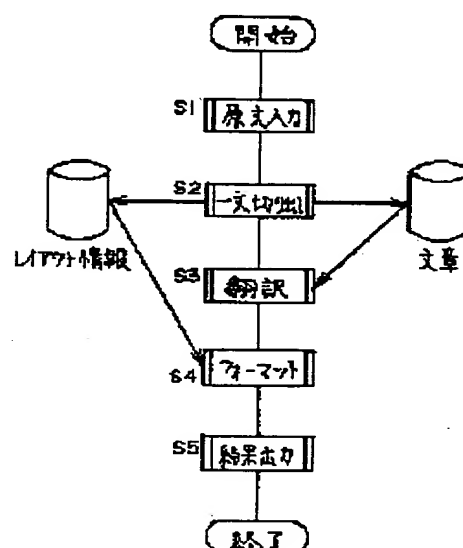 開始
S1 原文入力
S2 一文切り出し
レイアウト情報
文章
S3 翻訳
S4 フォーマット
S5 結果出力
終了